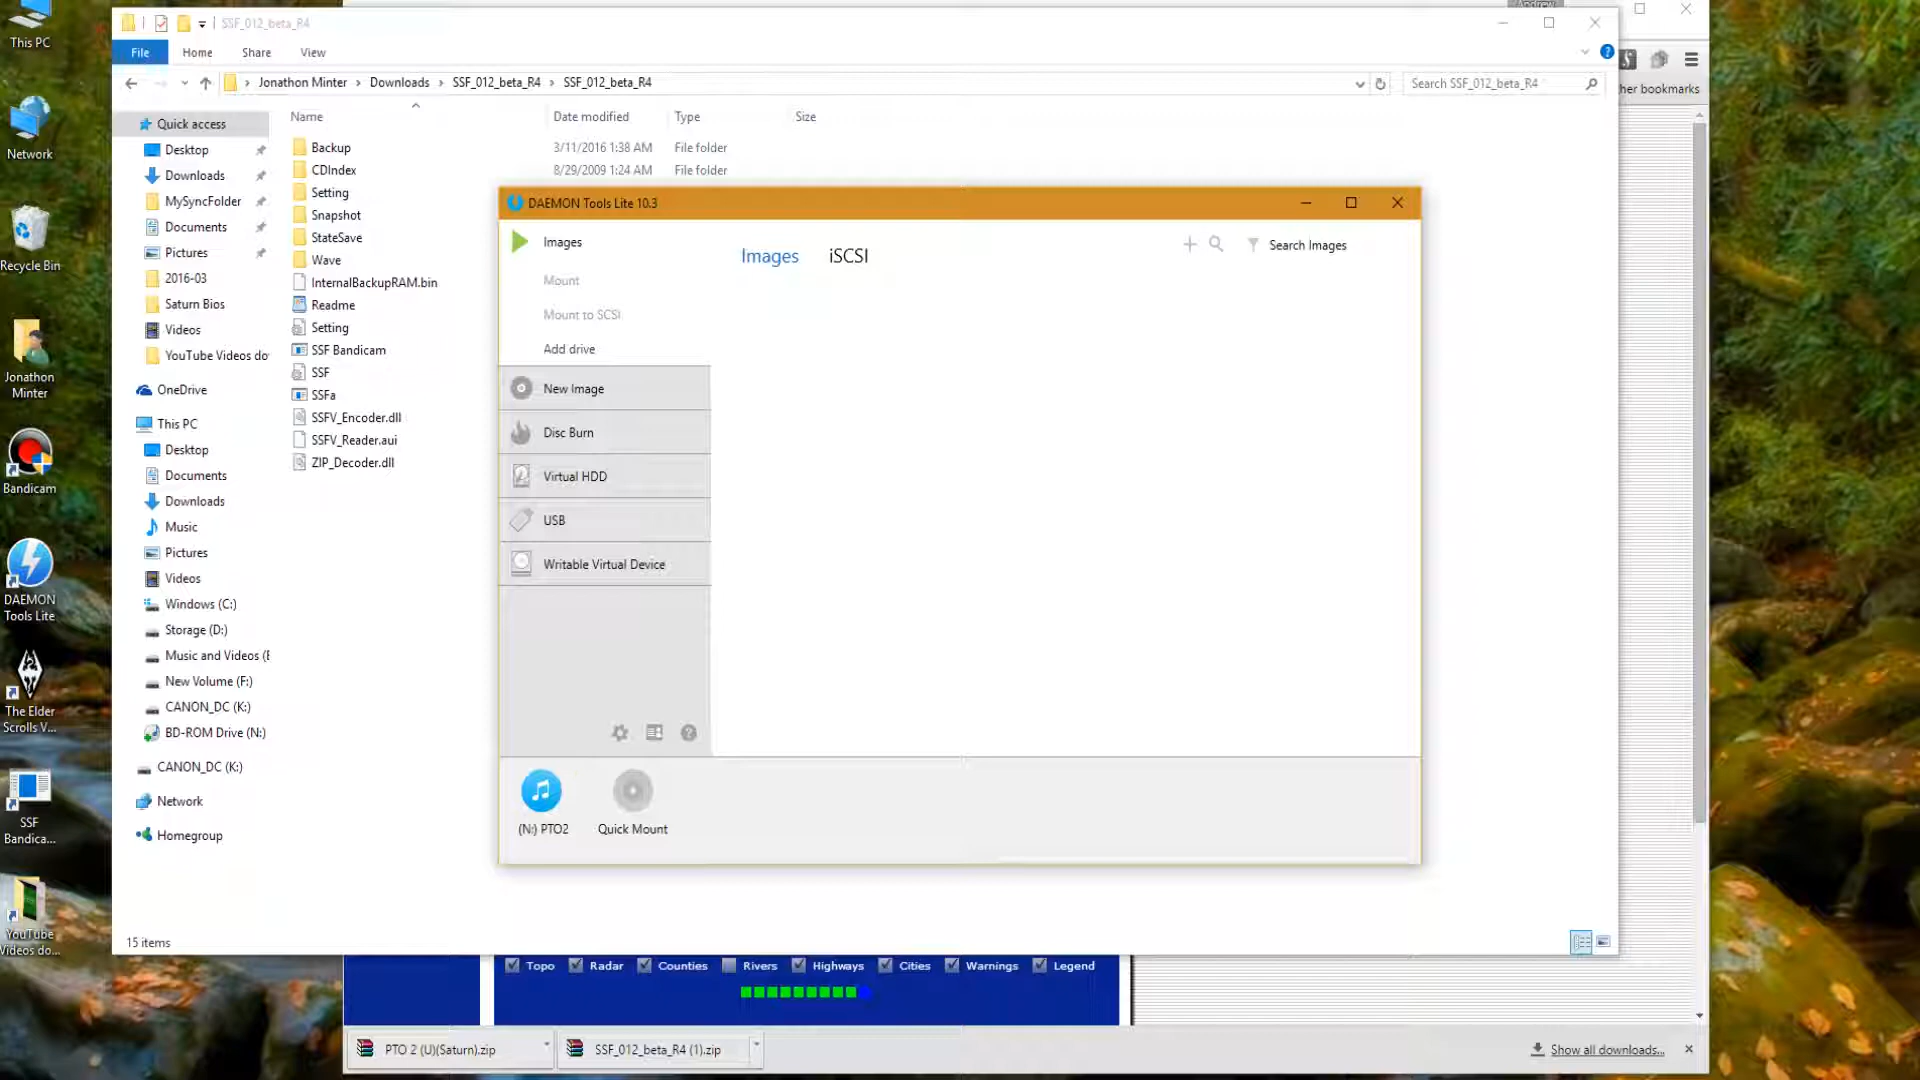 This PC
Network
Recycle Bin
Jonathon
Minter
Bandicam
DAEMON
Tools Lite
The Elder
Scrolls V...
SSF
Bandica...
YouTube
Videos do...
SSF_012_beta_R4
File
Home
Share
View
Jonathon Minter
Downloads
SSF_012_beta_R4
SSF_012_beta_R4
Search SSF_012_beta_R4
her bookmarks
Quick access
Desktop
Downloads
MySyncFolder
Documents
Pictures
2016-03
Saturn Bios
Videos
YouTube Videos do
OneDrive
This PC
Desktop
Documents
Downloads
Music
Pictures
Videos
Windows (C:)
Storage (D:)
Music and Videos (E
New Volume (F:)
CANON_DC (K:)
BD-ROM Drive (N:)
CANON_DC (K:)
Network
Homegroup
Name
Date modified
Type
Size
Backup
3/11/2016 1:38 AM
File folder
CDIndex
8/29/2009 1:24 AM
File folder
Setting
Snapshot
StateSave
Wave
InternalBackupRAM.bin
Readme
Setting
SSF Bandicam
SSF
SSFa
SSFV_Encoder.dll
SSFV_Reader.aui
ZIP_Decoder.dll
15 items
DAEMON Tools Lite 10.3
Images
Mount
Mount to SCSI
Add drive
New Image
Disc Burn
Virtual HDD
USB
Writable Virtual Device
Images
iSCSI
Search Images
(N:) PTO2
Quick Mount
Topo
Radar
Counties
Rivers
Highways
Cities
Warnings
Legend
PTO 2 (U)(Saturn).zip
SSF_012_beta_R4 (1).zip
Show all downloads...